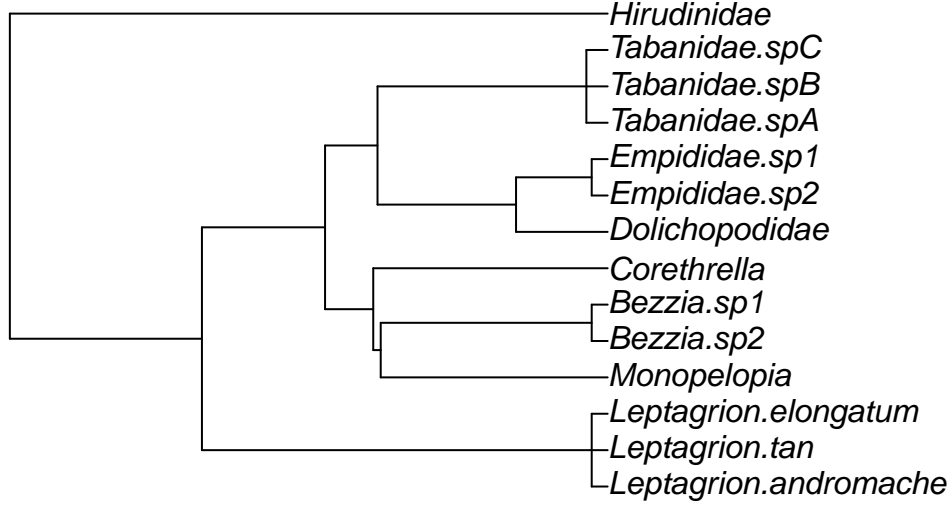 Hirudinidae
Tabanidae.spC
Tabanidae.spB
Tabanidae.spA
Empididae.sp1
Empididae.sp2
Dolichopodidae
Corethrella
Bezzia.sp1
Bezzia.sp2
Monopelopia
Leptagrion.elongatum
Leptagrion.tan
Leptagrion.andromache